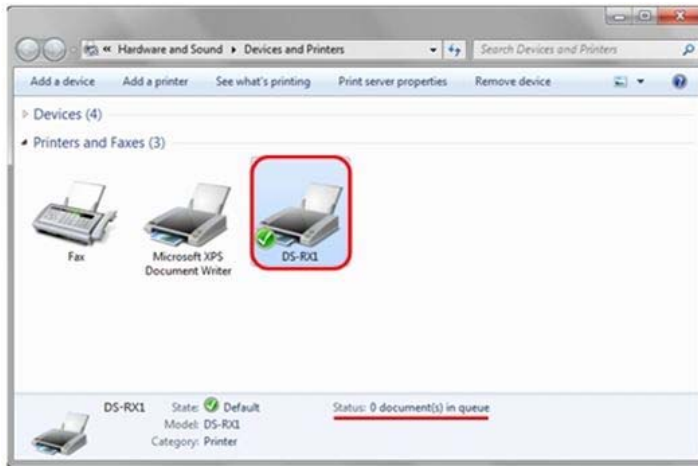 « Hardware and Sound ▸ Devices and Printers Search Devices and Printers
Add a device Add a printer See what's printing Print server properties Remove device
Devices (4)
Printers and Faxes (3)
Fax
Microsoft XPS
Document Writer
DS-RX1
DS-RX1 State: Default Status: 0 document(s) in queue
Model: DS-RX1
Category: Printer